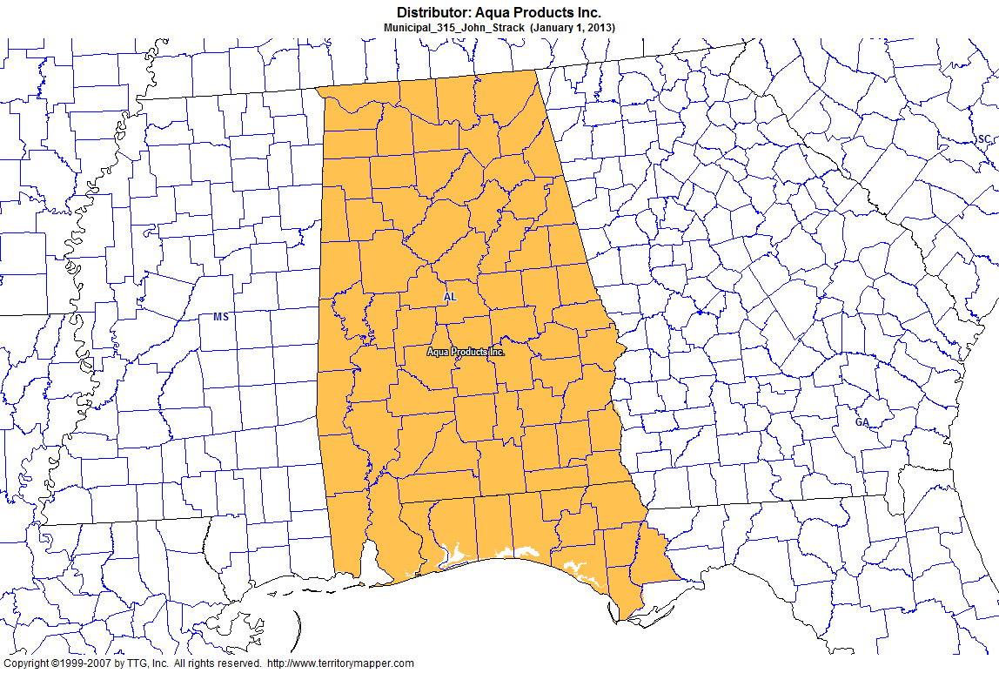 Distributor: Aqua Products Inc.
Municipal_315_John_Strack (January 1, 2013)
SC
AL
MS
Aqua Products Inc.
GA
Copyright ©1999-2007 by TTG, Inc. All rights reserved. http://www.territorymapper.com